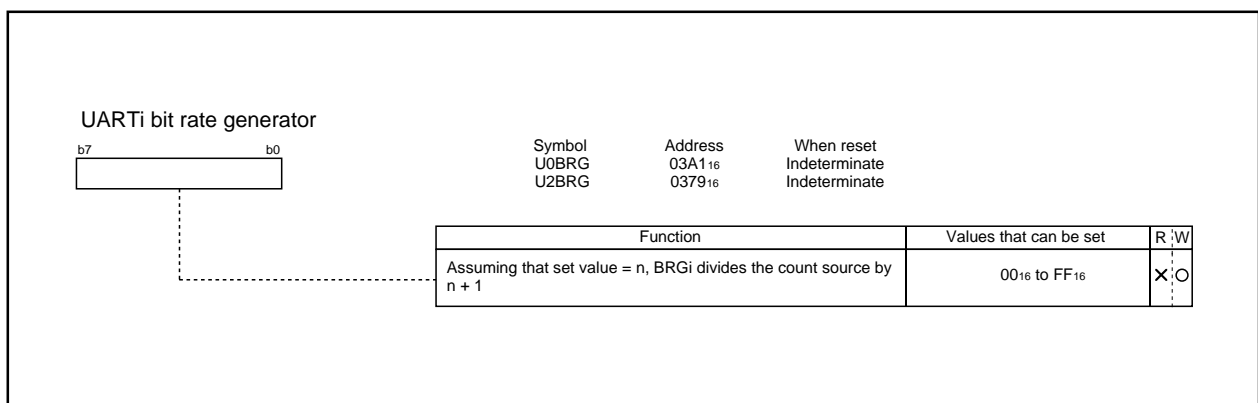 UARTi bit rate generator
b7 b0
Symbol Address When reset
U0BRG 03A116 Indeterminate
U2BRG 037916 Indeterminate
Function Values that can be set R W
Assuming that set value = n, BRGi divides the count source by
n + 1
0016 to FF16